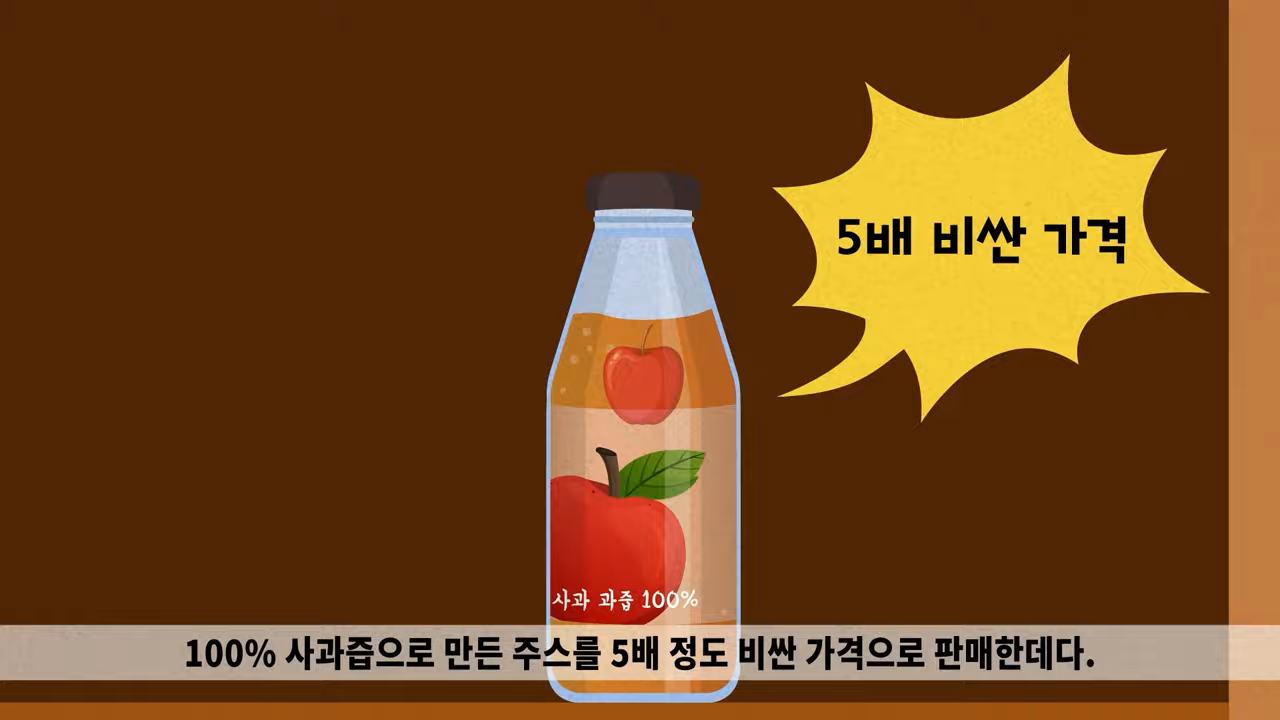 5배 비싼 가격
사과 과즙 100%
100% 사과즙으로 만든 주스를 5배 정도 비싼 가격으로 판매한데다.